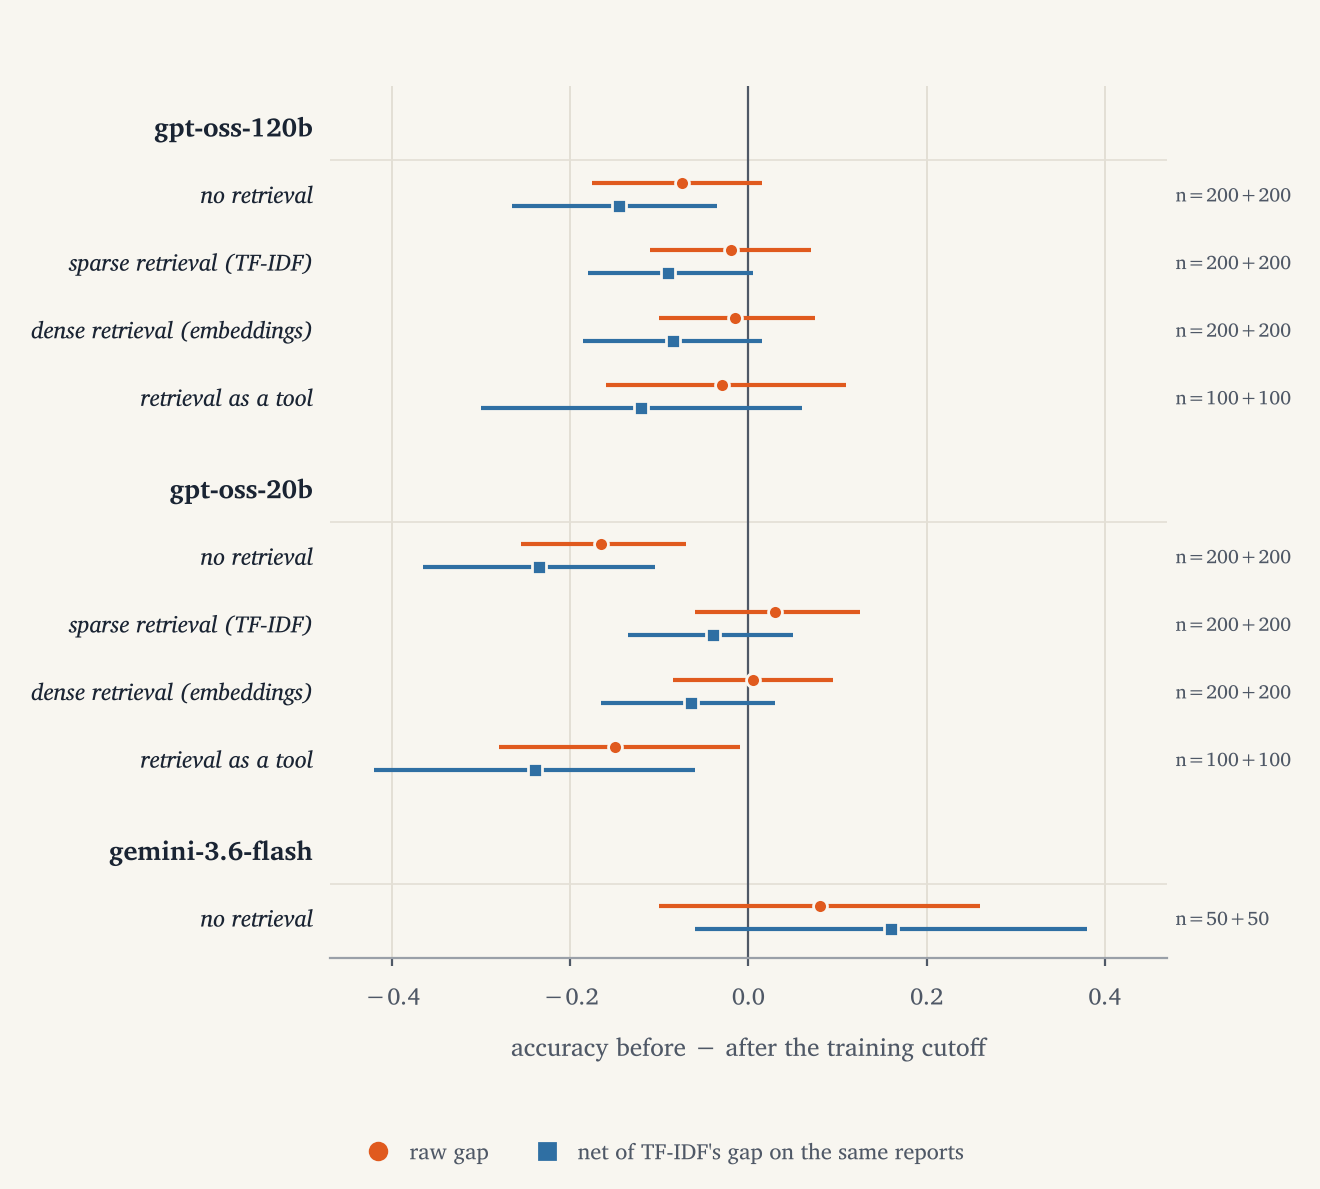 gpt-oss-120b
no retrieval n=200+200
sparse retrieval (TF-IDF) n=200+200
dense retrieval (embeddings) n=200+200
retrieval as a tool n=100+100
gpt-oss-20b
no retrieval n=200+200
sparse retrieval (TF-IDF) n=200+200
dense retrieval (embeddings) n=200+200
retrieval as a tool n=100+100
gemini-3.6-flash
no retrieval n=50+50
−0.4 −0.2 0.0 0.2 0.4
accuracy before − after the training cutoff
raw gap net of TF-IDF's gap on the same reports